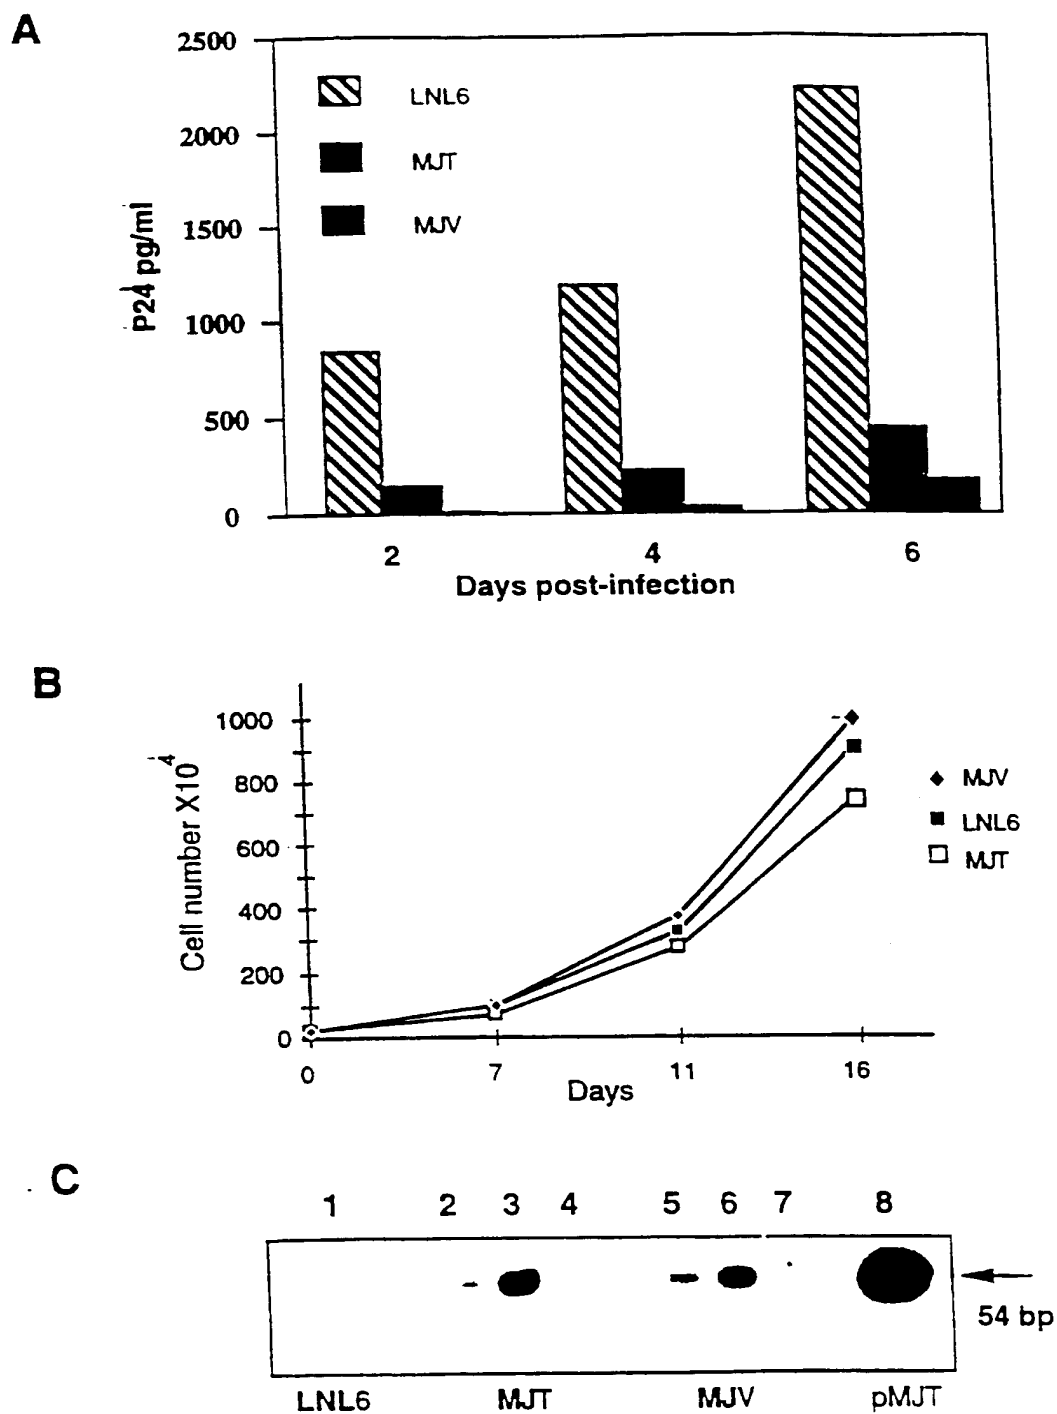 A
2500
2000
1500
1000
500
0
P24 pg/ml
LNL6
MJT
MJV
2 4 6
Days post-infection
B
1000
800
600
400
200
0
Cell number X10^4
MJV
LNL6
MJT
0 7 11 16
Days
C
1 2 3 4 5 6 7 8
54 bp
LNL6 MJT MJV pMJT